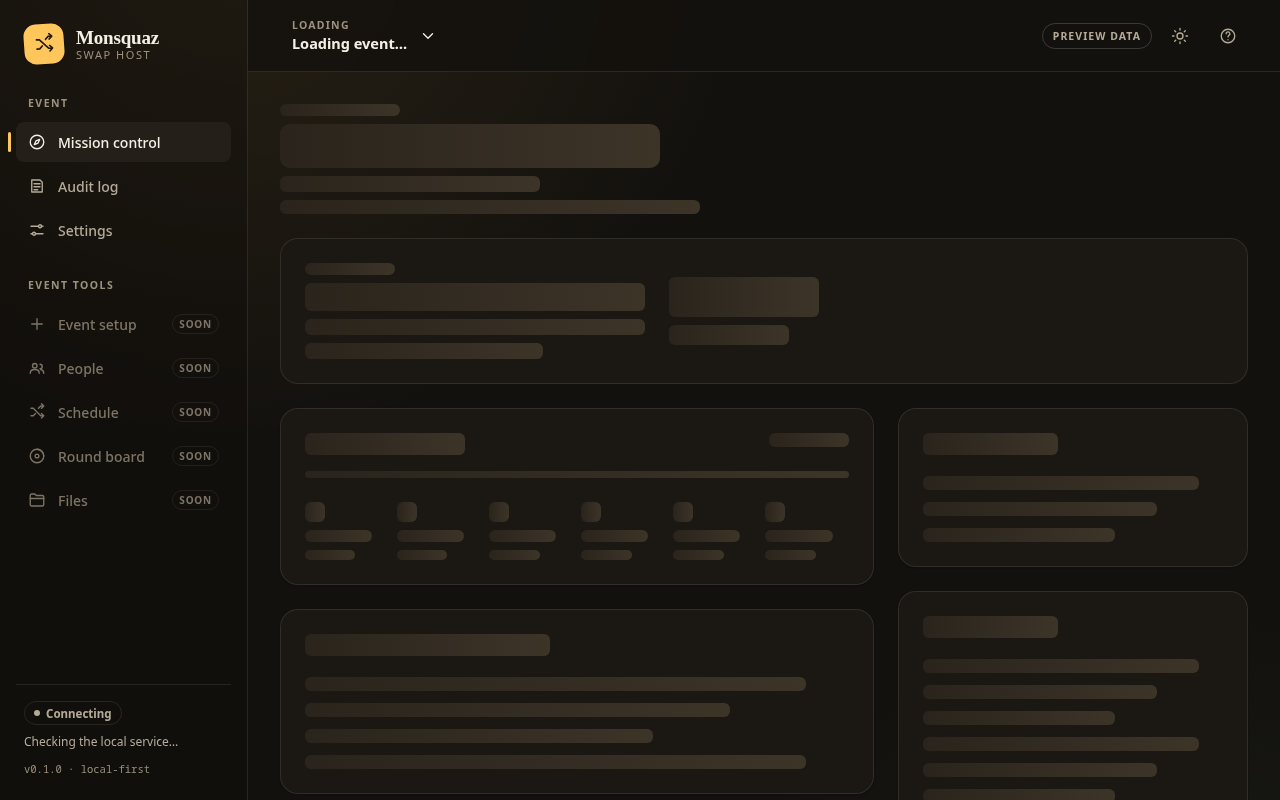 Monsquaz
SWAP HOST
EVENT
Mission control
Audit log
Settings
EVENT TOOLS
Event setup SOON
People SOON
Schedule SOON
Round board SOON
Files SOON
Connecting
Checking the local service...
v0.1.0 · local-first
LOADING
Loading event...
PREVIEW DATA